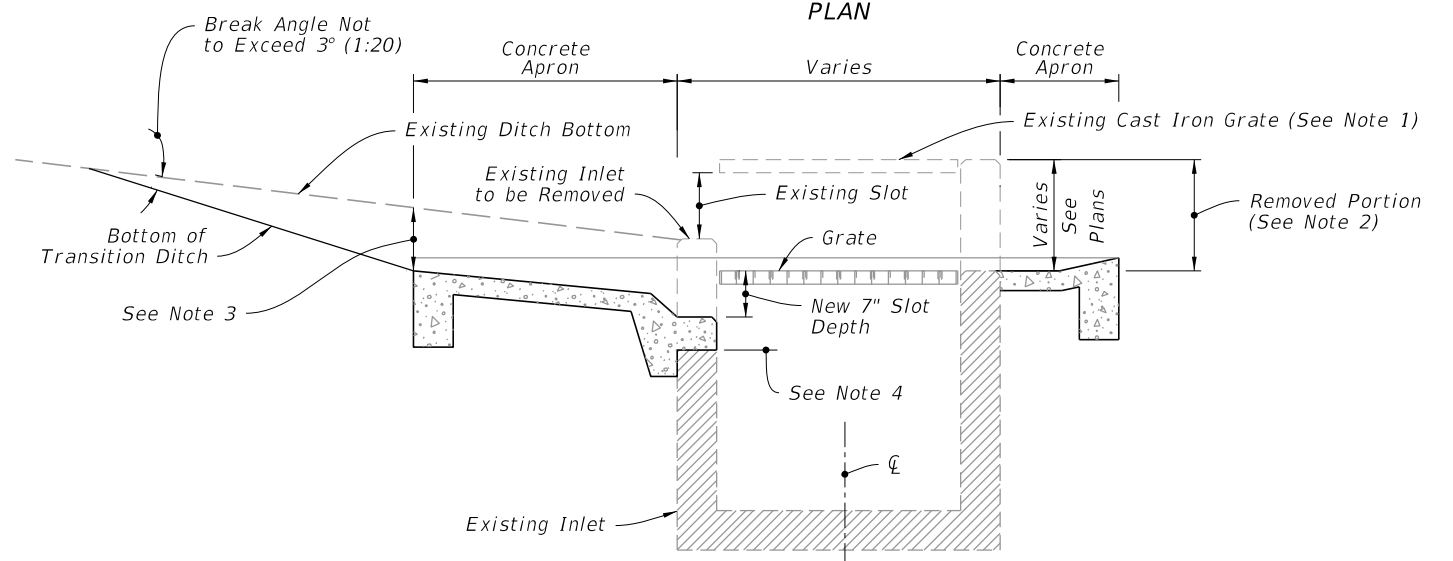 PLAN
Break Angle Not
to Exceed 3° (1:20)
Concrete
Apron
Varies
Concrete
Apron
Existing Ditch Bottom
Existing Cast Iron Grate (See Note 1)
Existing Inlet
to be Removed
Existing Slot
Varies
See
Plans
Removed Portion
(See Note 2)
Bottom of
Transition Ditch
Grate
See Note 3
New 7" Slot
Depth
See Note 4
℄
Existing Inlet